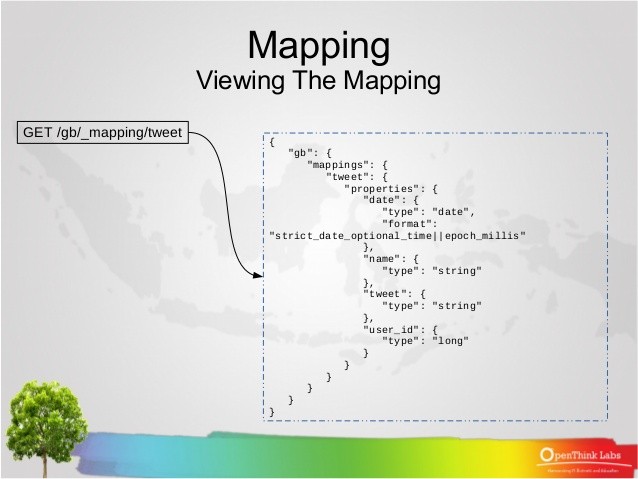 Mapping
Viewing The Mapping
GET /gb/_mapping/tweet
{
   "gb": {
      "mappings": {
         "tweet": {
            "properties": {
               "date": {
                  "type": "date",
                  "format":
"strict_date_optional_time||epoch_millis"
               },
               "name": {
                  "type": "string"
               },
               "tweet": {
                  "type": "string"
               },
               "user_id": {
                  "type": "long"
               }
            }
         }
      }
   }
}
OpenThink Labs